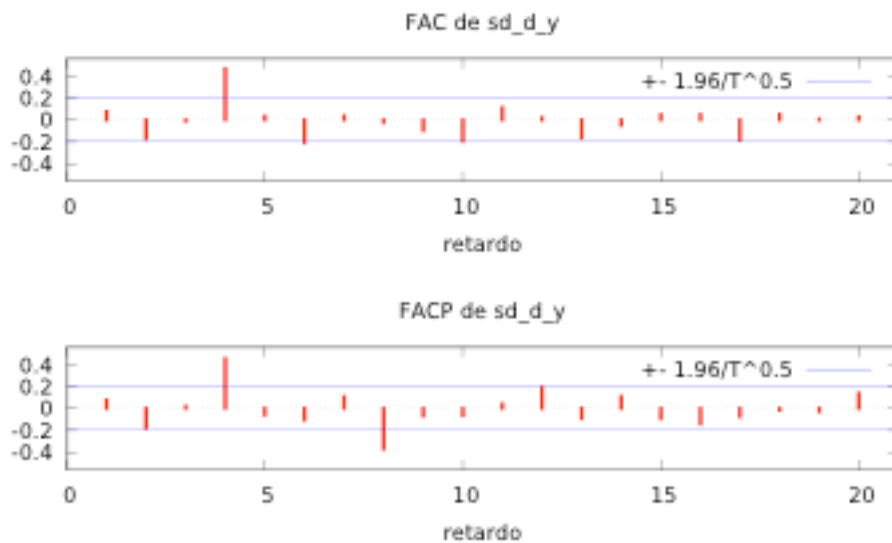 FAC de sd_d_y
+- 1.96/T^0.5
0.4
0.2
0
-0.2
-0.4
0 5 10 15 20
retardo
FACP de sd_d_y
+- 1.96/T^0.5
0.4
0.2
0
-0.2
-0.4
0 5 10 15 20
retardo